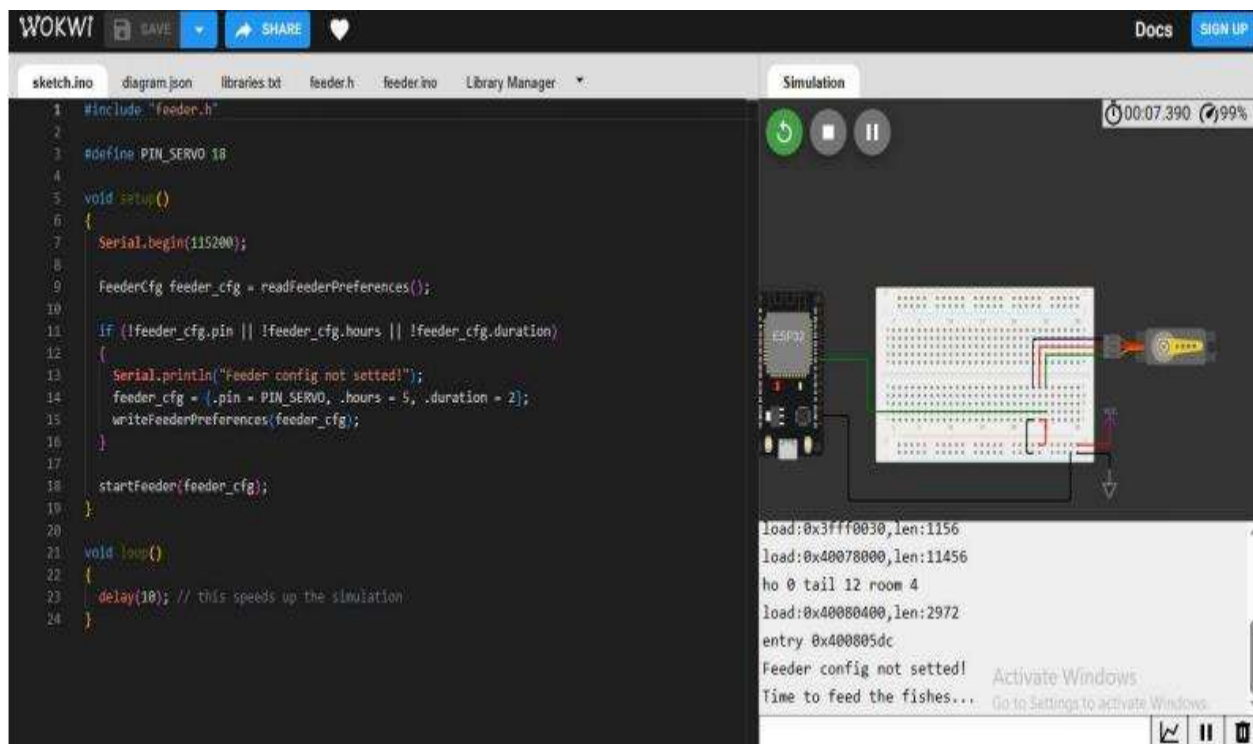 WOKWI SAVE SHARE Docs SIGN UP
sketch.ino diagram.json libraries.txt feeder.h feeder.ino Library Manager Simulation
00:07.390 99%
1 #include "feeder.h"
2
3 #define PIN_SERVO 18
4
5 void setup()
6 {
7 Serial.begin(115200);
8
9 FeederCfg feeder_cfg = readFeederPreferences();
10
11 if (!feeder_cfg.pin || !feeder_cfg.hours || !feeder_cfg.duration)
12 {
13 Serial.println("Feeder config not setted!");
14 feeder_cfg = {.pin = PIN_SERVO, .hours = 5, .duration = 2};
15 writeFeederPreferences(feeder_cfg);
16 }
17
18 startFeeder(feeder_cfg);
19 }
20
21 void loop()
22 {
23 delay(10); // this speeds up the simulation
24 }
ESP32
VCC
load:0x3fff0030,len:1156
load:0x40078000,len:11456
ho 0 tail 12 room 4
load:0x40080400,len:2972
entry 0x400805dc
Feeder config not setted!
Time to feed the fishes...
Activate Windows
Go to Settings to activate Windows.